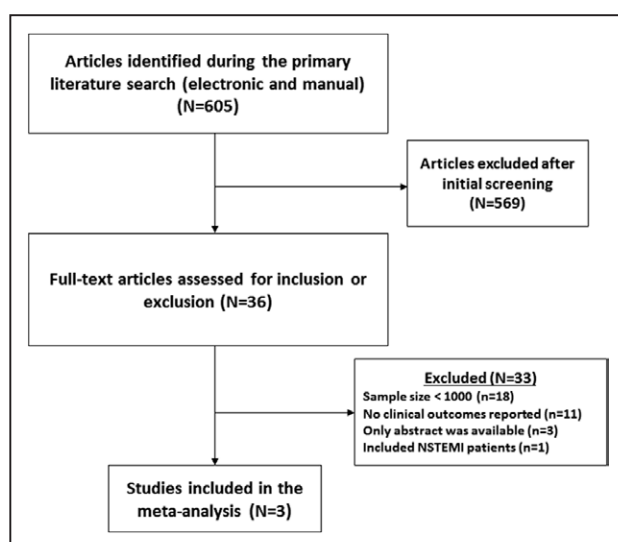 Articles identified during the primary
literature search (electronic and manual)
(N=605)
Articles excluded after
initial screening
(N=569)
Full-text articles assessed for inclusion or
exclusion (N=36)
Excluded (N=33)
Sample size < 1000 (n=18)
No clinical outcomes reported (n=11)
Only abstract was available (n=3)
Included NSTEMI patients (n=1)
Studies included in the
meta-analysis (N=3)